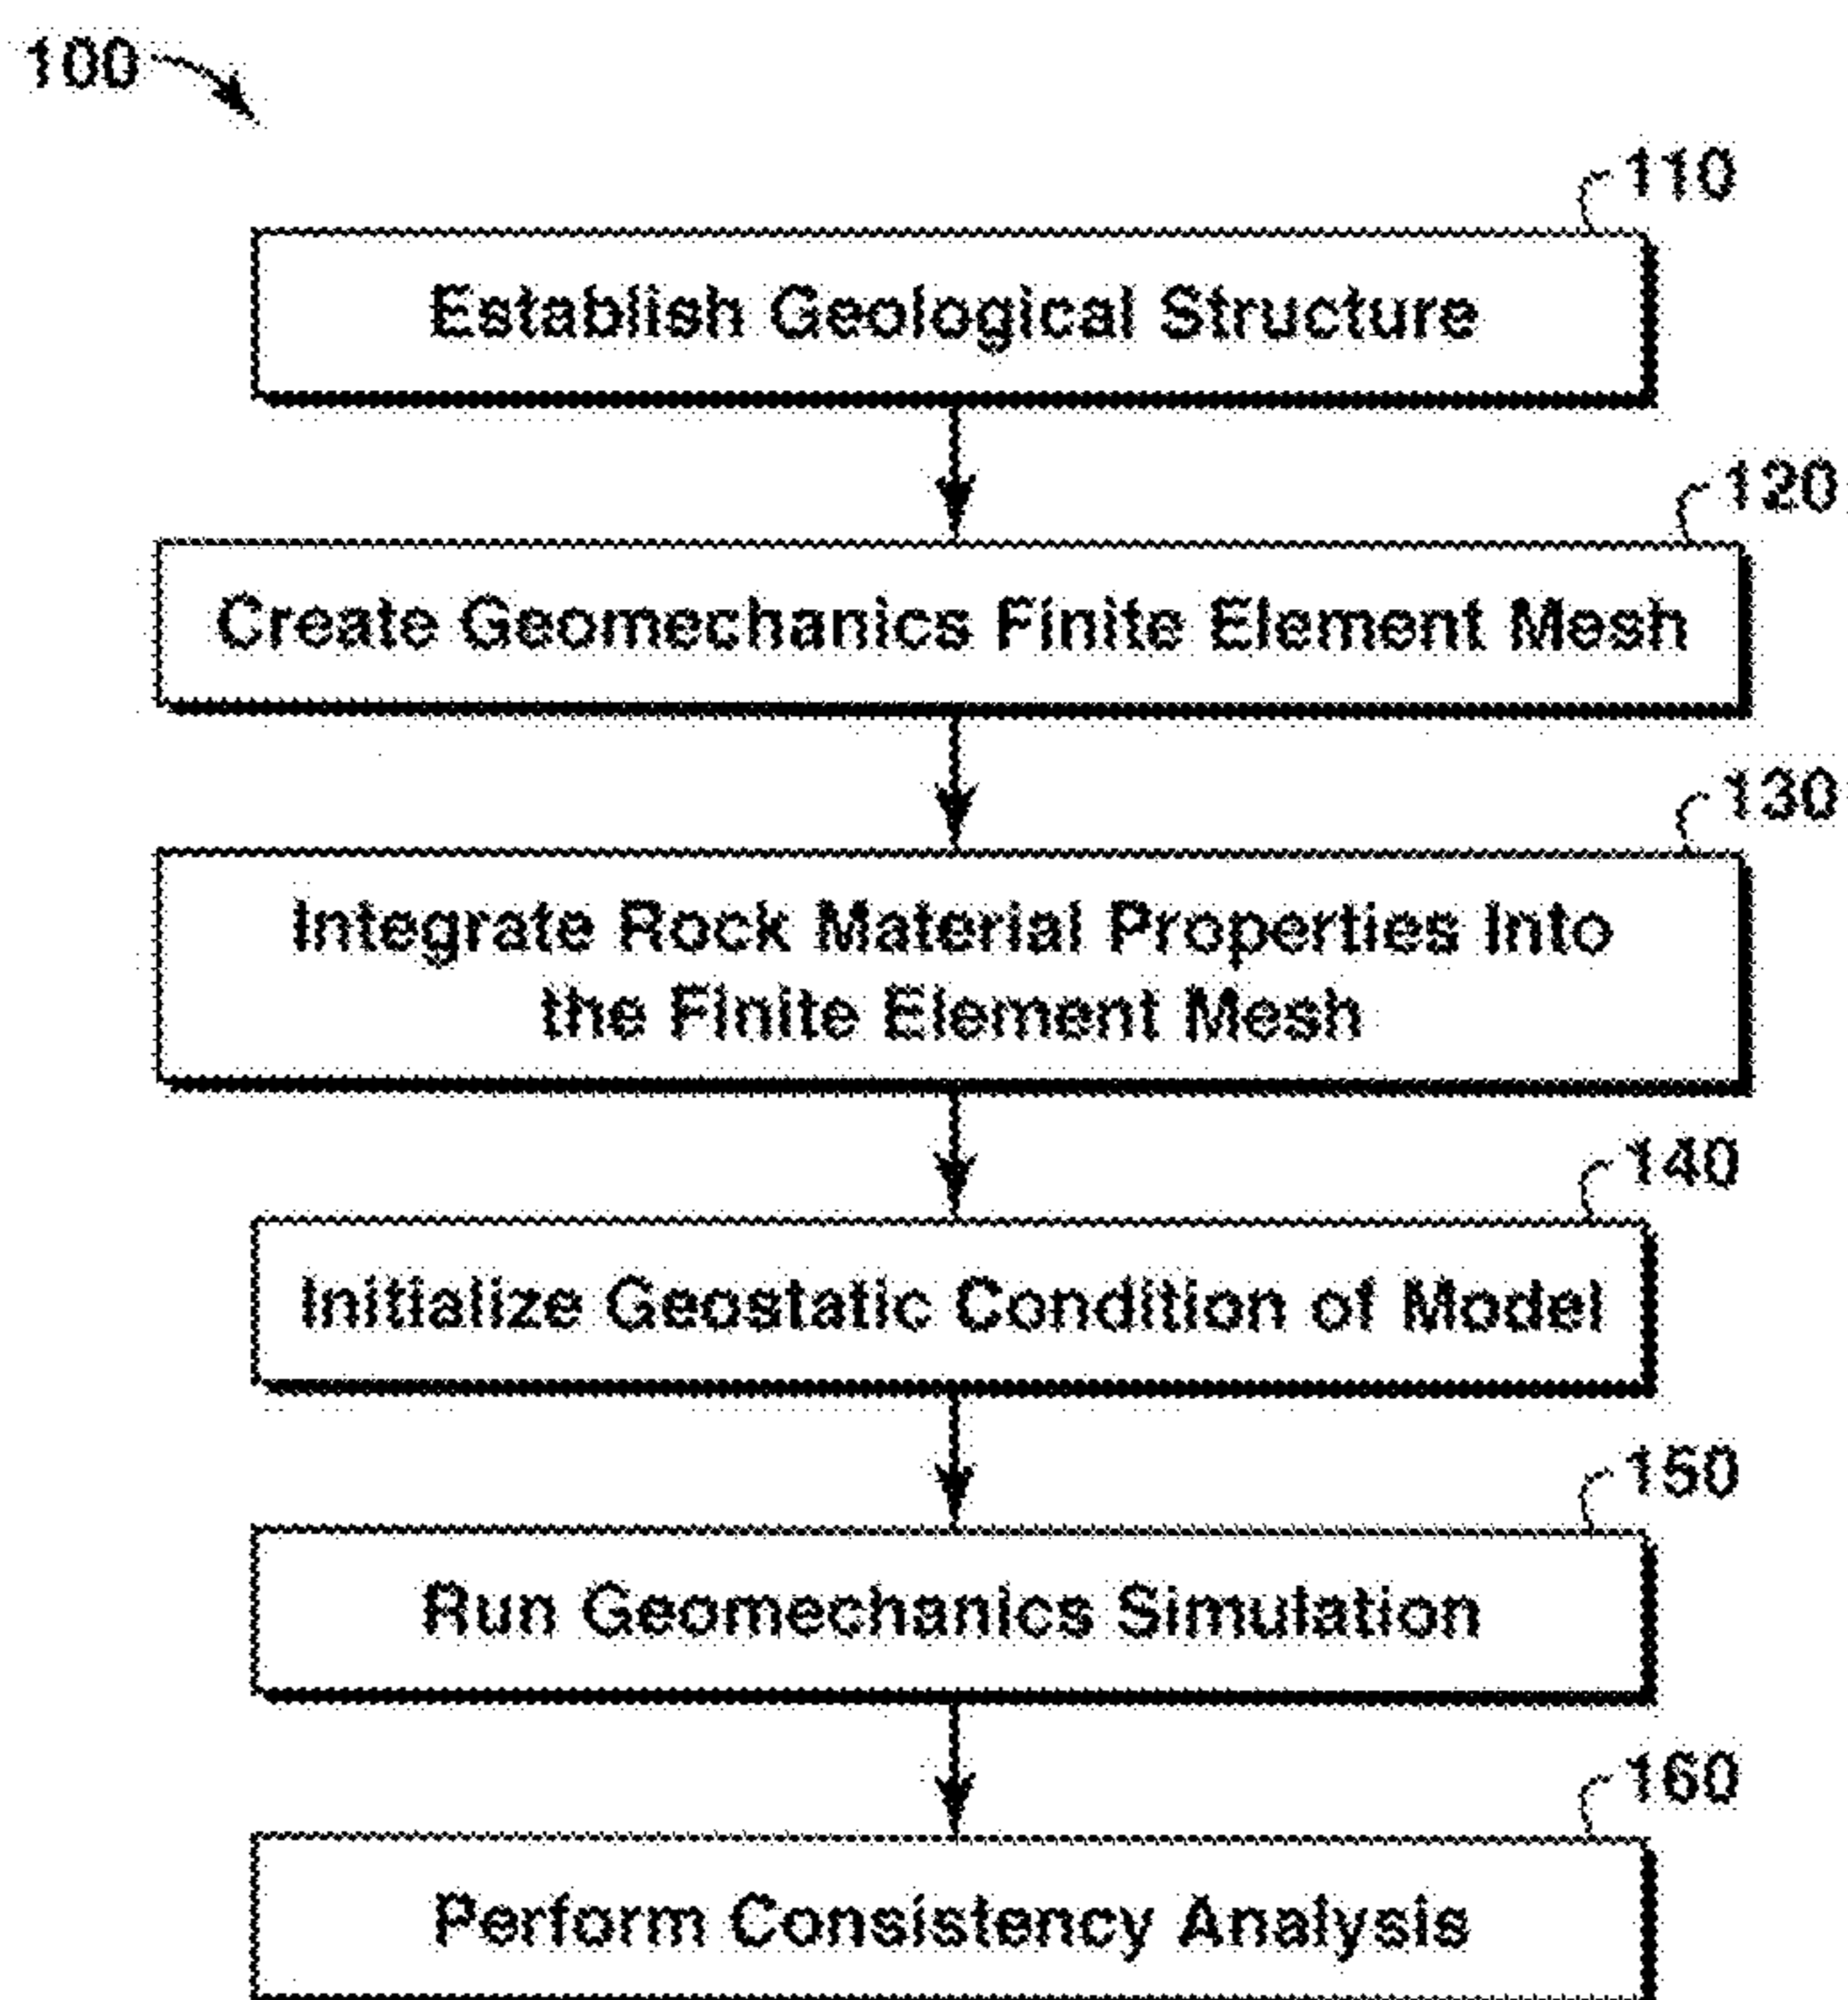 100
110
Establish Geological Structure
120
Create Geomechanics Finite Element Mesh
130
Integrate Rock Material Properties Into
the Finite Element Mesh
140
Initialize Geostatic Condition of Model
150
Run Geomechanics Simulation
160
Perform Consistency Analysis